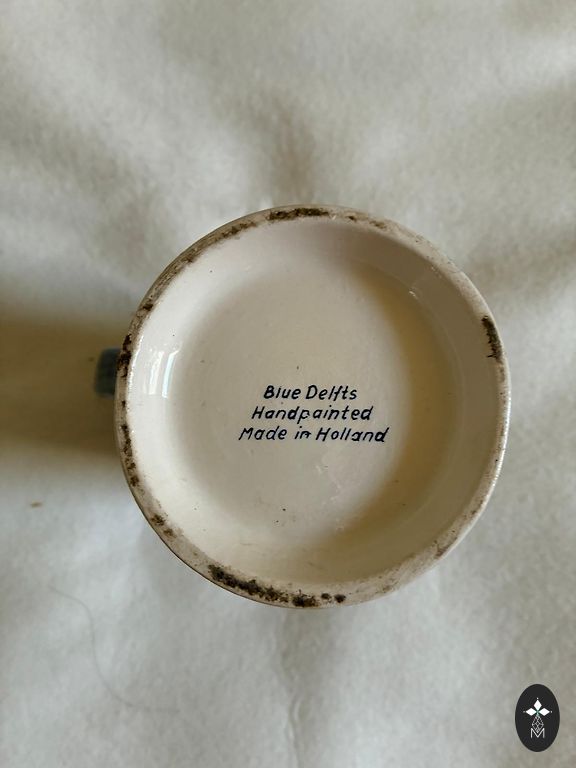 Blue Delfts
Handpainted
Made in Holland
M